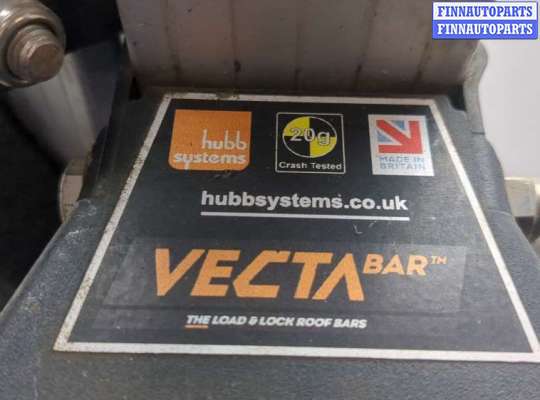 FINNAUTOPARTS
FINNAUTOPARTS
hubb
systems
20g
Crash Tested
MADE IN
BRITAIN
hubbsystems.co.uk
VECTA BAR™
THE LOAD & LOCK ROOF BARS